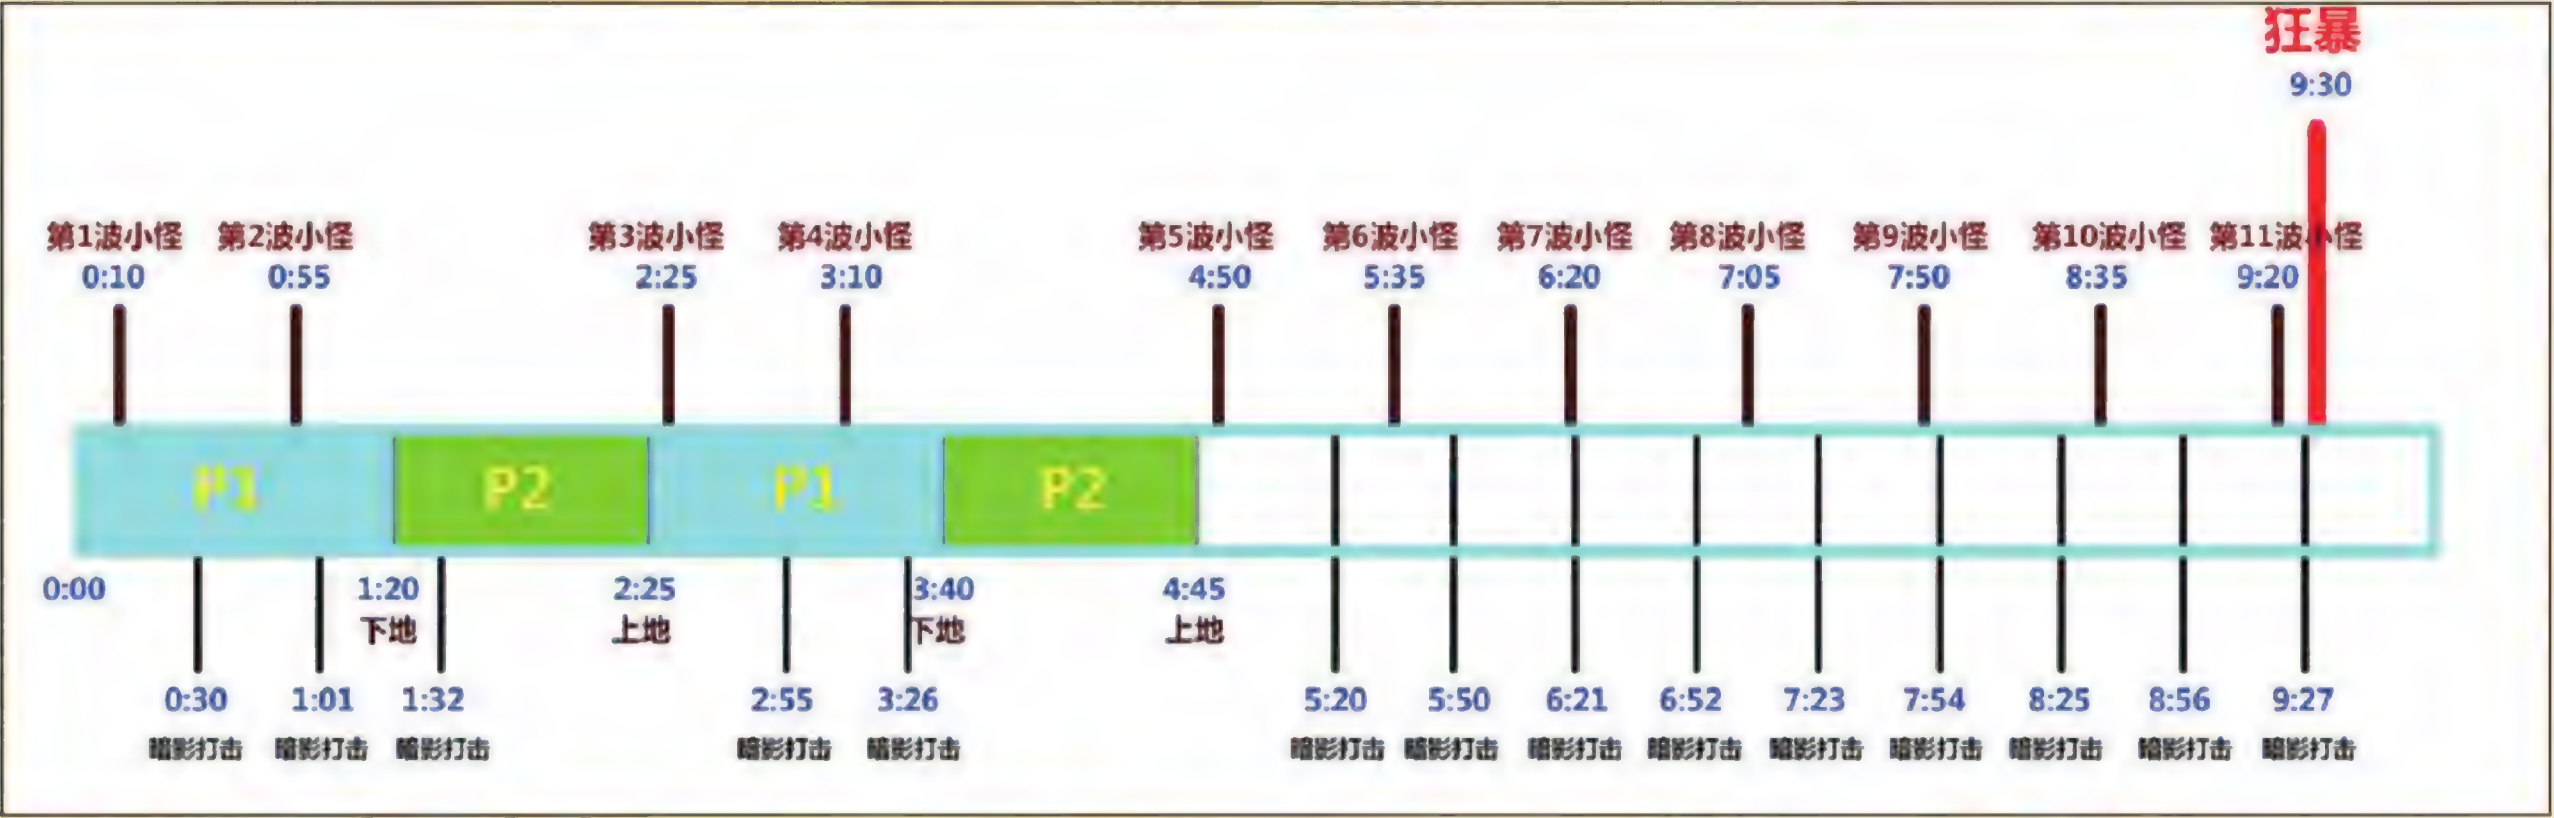 狂暴
9:30
第1波小怪 第2波小怪 第3波小怪 第4波小怪 第5波小怪 第6波小怪 第7波小怪 第8波小怪 第9波小怪 第10波小怪 第11波小怪
0:10 0:55 2:25 3:10 4:50 5:35 6:20 7:05 7:50 8:35 9:20
P1 P2 P1 P2
0:00 1:20 2:25 3:40 4:45
下地 上地 下地 上地
0:30 1:01 1:32 2:55 3:26 5:20 5:50 6:21 6:52 7:23 7:54 8:25 8:56 9:27
暗影打击 暗影打击 暗影打击 暗影打击 暗影打击 暗影打击 暗影打击 暗影打击 暗影打击 暗影打击 暗影打击 暗影打击 暗影打击 暗影打击